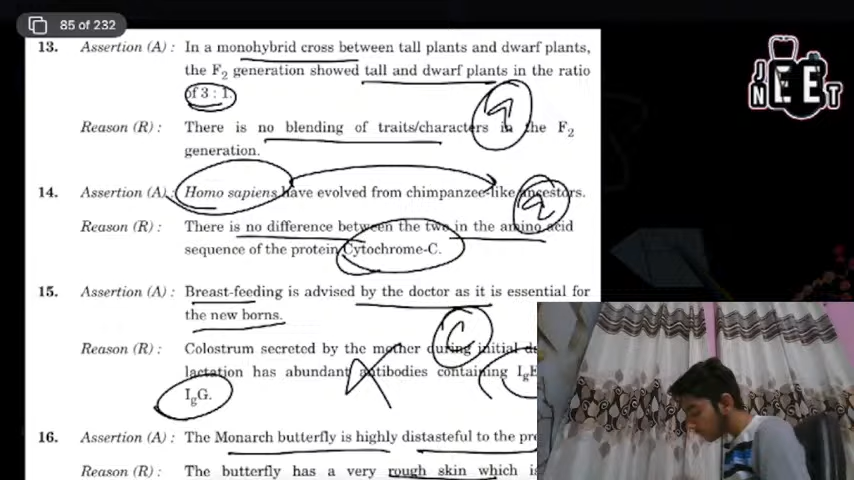 85 of 232
J
NEET
13. Assertion (A) : In a monohybrid cross between tall plants and dwarf plants,
the F2 generation showed tall and dwarf plants in the ratio
of 3 : 1.
Reason (R) : There is no blending of traits/characters in the F2
generation.
a
14. Assertion (A) : Homo sapiens have evolved from chimpanzee-like ancestors.
Reason (R) : There is no difference between the two in the amino acid
sequence of the protein Cytochrome-C.
a
15. Assertion (A) : Breast-feeding is advised by the doctor as it is essential for
the new borns.
Reason (R) : Colostrum secreted by the mother during initial
lactation has abundant antibodies containing IgE
IgG.
C
16. Assertion (A) : The Monarch butterfly is highly distasteful to the
Reason (R) : The butterfly has a very rough skin which is